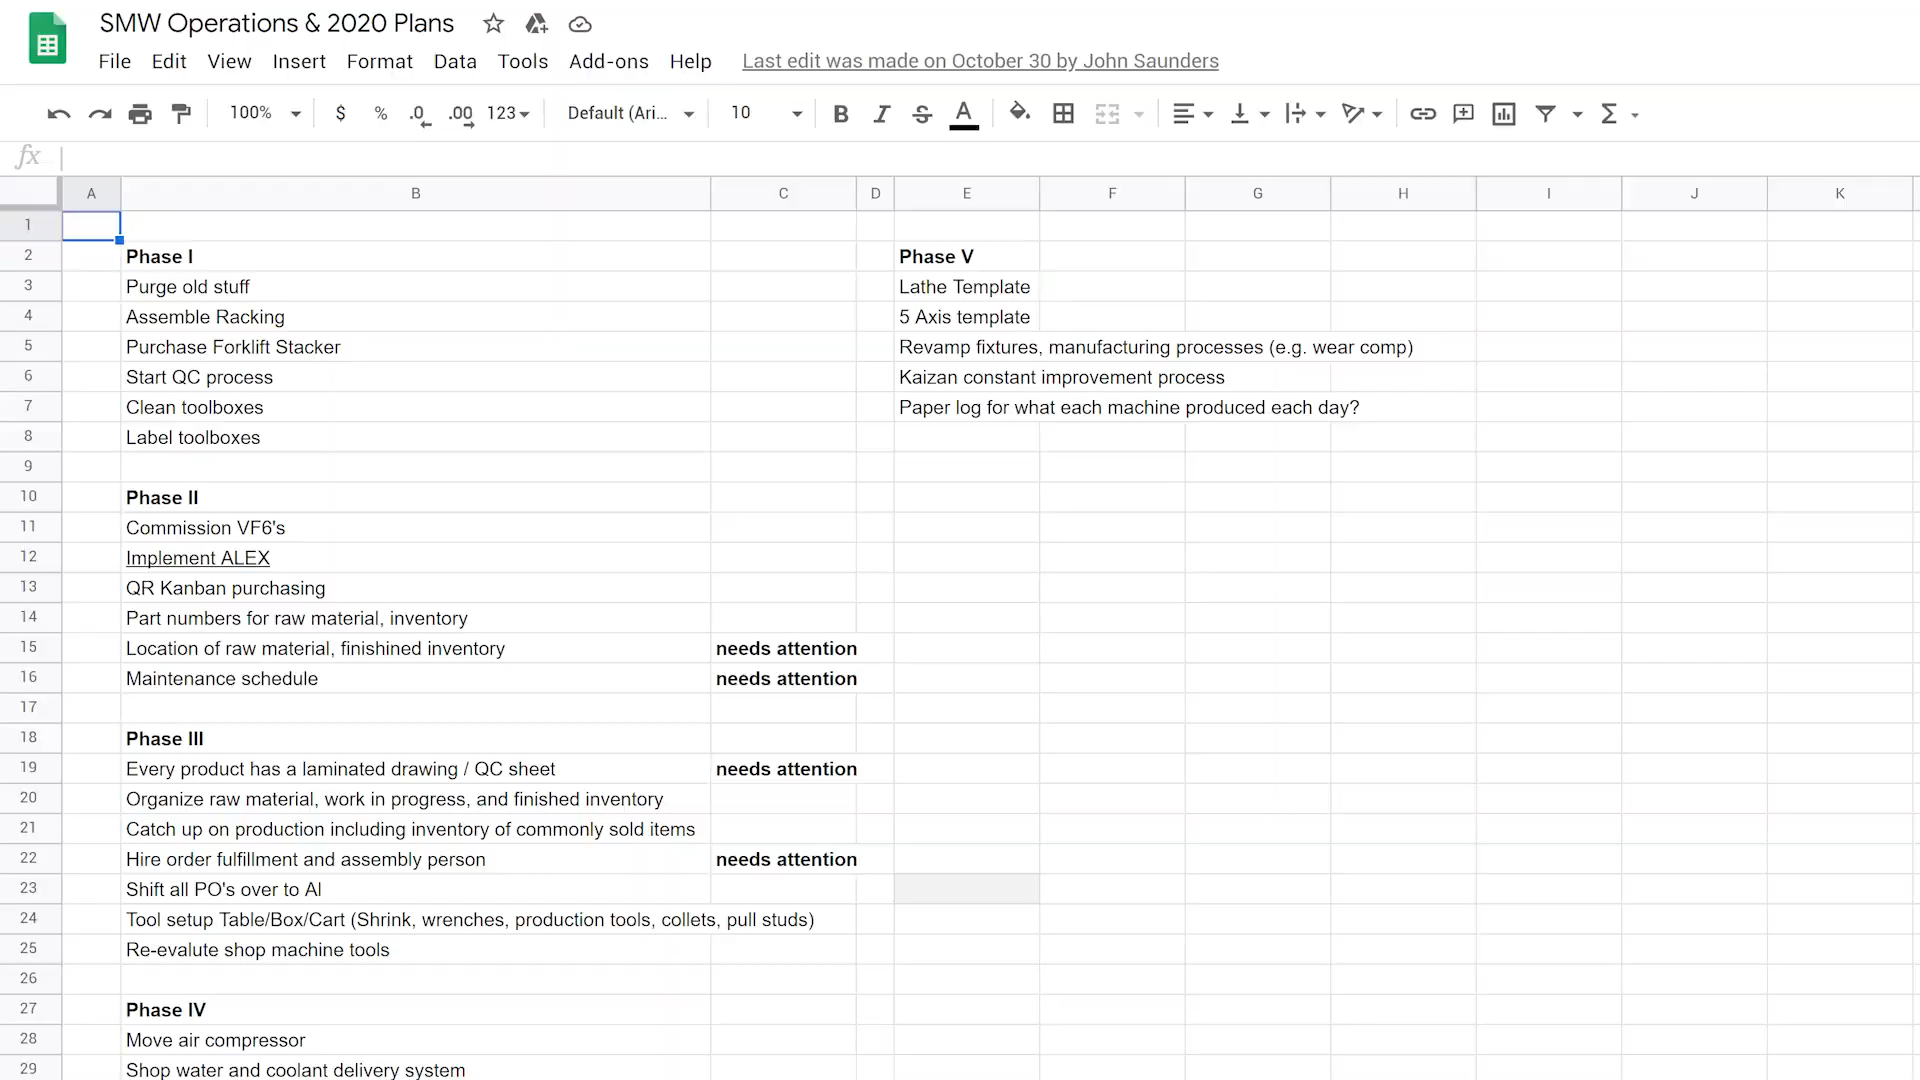 SMW Operations & 2020 Plans
File Edit View Insert Format Data Tools Add-ons Help Last edit was made on October 30 by John Saunders
100% $ % .0 .00 123 Default (Ari... 10 B I S A Σ
fx
A B C D E F G H I J K
1
2 Phase I Phase V
3 Purge old stuff Lathe Template
4 Assemble Racking 5 Axis template
5 Purchase Forklift Stacker Revamp fixtures, manufacturing processes (e.g. wear comp)
6 Start QC process Kaizan constant improvement process
7 Clean toolboxes Paper log for what each machine produced each day?
8 Label toolboxes
9
10 Phase II
11 Commission VF6's
12 Implement ALEX
13 QR Kanban purchasing
14 Part numbers for raw material, inventory
15 Location of raw material, finishined inventory needs attention
16 Maintenance schedule needs attention
17
18 Phase III
19 Every product has a laminated drawing / QC sheet needs attention
20 Organize raw material, work in progress, and finished inventory
21 Catch up on production including inventory of commonly sold items
22 Hire order fulfillment and assembly person needs attention
23 Shift all PO's over to Al
24 Tool setup Table/Box/Cart (Shrink, wrenches, production tools, collets, pull studs)
25 Re-evalute shop machine tools
26
27 Phase IV
28 Move air compressor
29 Shop water and coolant delivery system